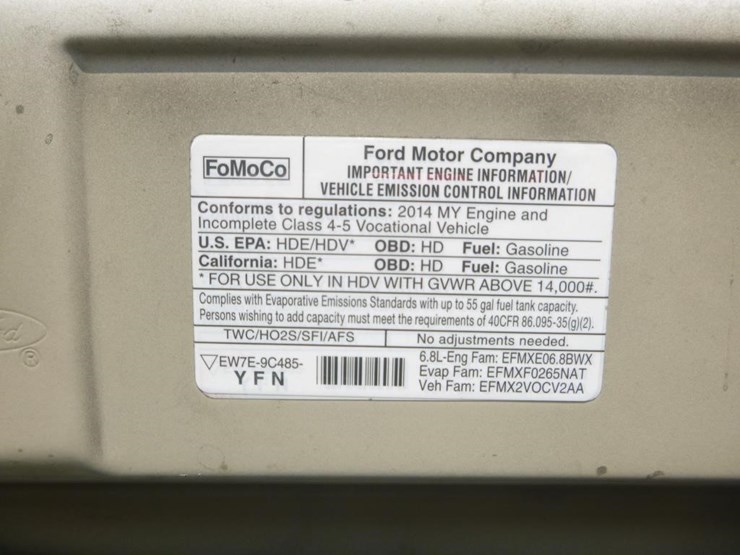 FoMoCo
Ford Motor Company
IMPORTANT ENGINE INFORMATION/
VEHICLE EMISSION CONTROL INFORMATION
Conforms to regulations: 2014 MY Engine and
Incomplete Class 4-5 Vocational Vehicle
U.S. EPA: HDE/HDV* OBD: HD Fuel: Gasoline
California: HDE* OBD: HD Fuel: Gasoline
* FOR USE ONLY IN HDV WITH GVWR ABOVE 14,000#.
Complies with Evaporative Emissions Standards with up to 55 gal fuel tank capacity.
Persons wishing to add capacity must meet the requirements of 40CFR 86.095-35(g)(2).
TWC/HO2S/SFI/AFS
No adjustments needed.
EW7E-9C485-
YFN
6.8L-Eng Fam: EFMXE06.8BWX
Evap Fam: EFMXF0265NAT
Veh Fam: EFMX2VOCV2AA
®